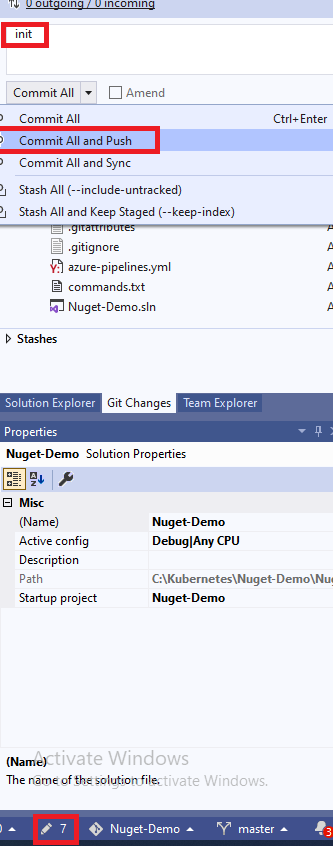 0 outgoing / 0 incoming
init
Commit All Amend
Commit All Ctrl+Enter
Commit All and Push
Commit All and Sync
Stash All (--include-untracked)
Stash All and Keep Staged (--keep-index)
.gitattributes A
.gitignore A
azure-pipelines.yml A
commands.txt A
Nuget-Demo.sln A
Stashes
Solution Explorer Git Changes Team Explorer
Properties
Nuget-Demo Solution Properties
Misc
(Name) Nuget-Demo
Active config Debug|Any CPU
Description
Path C:\Kubernetes\Nuget-Demo\Nug
Startup project Nuget-Demo
(Name)
The name of the solution file.
Activate Windows
Go to Settings to activate Windows.
0 7 Nuget-Demo master 3